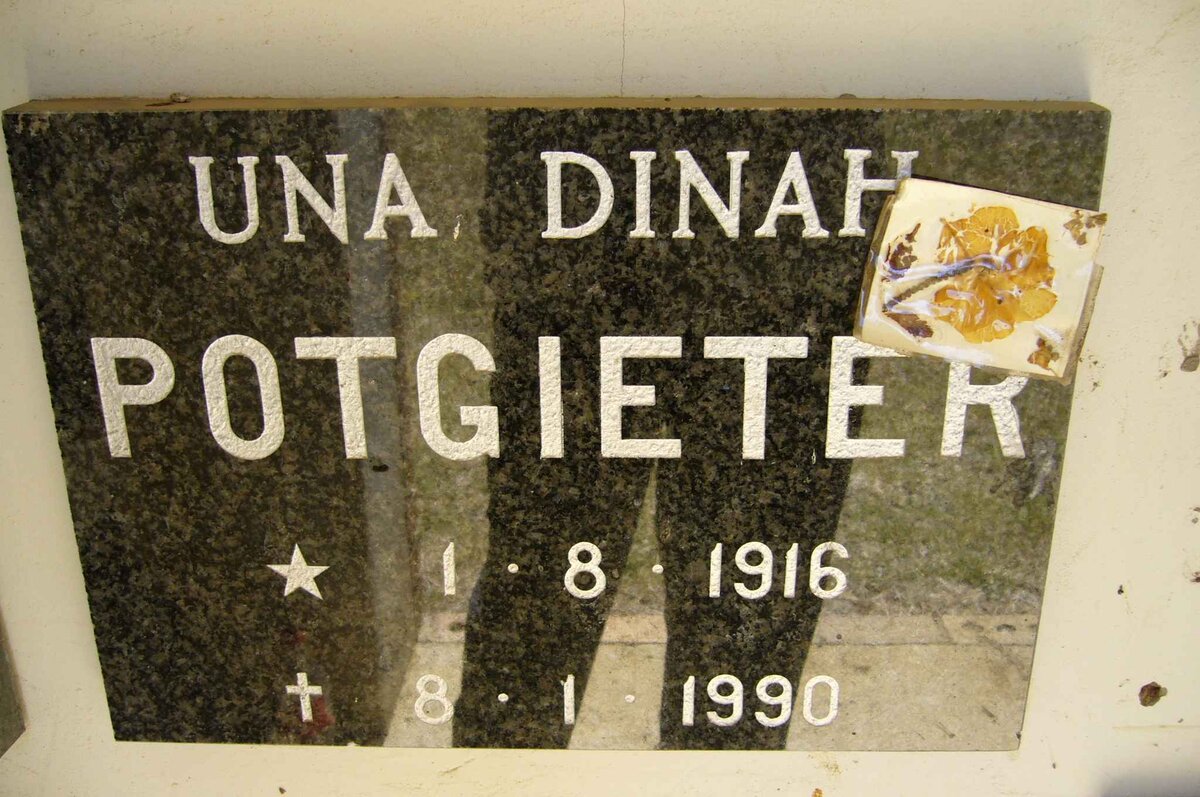 UNA DINAH
POTGIETER
★ 1 · 8 · 1916
✝ 8 · 1 · 1990